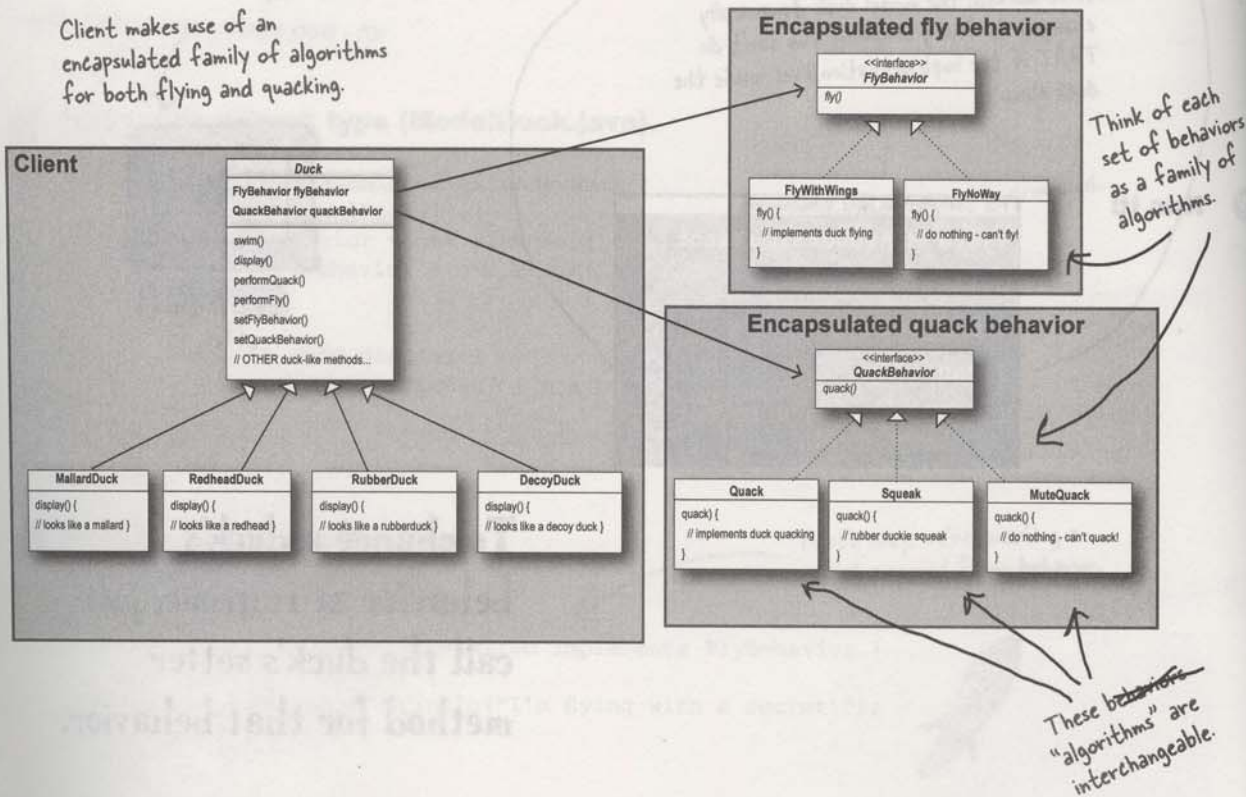 Client makes use of an
encapsulated family of algorithms
for both flying and quacking.
Client
Duck
FlyBehavior flyBehavior
QuackBehavior quackBehavior
swim()
display()
performQuack()
performFly()
setFlyBehavior()
setQuackBehavior()
// OTHER duck-like methods...
MallardDuck
display() {
// looks like a mallard }
RedheadDuck
display() {
// looks like a redhead }
RubberDuck
display() {
// looks like a rubberduck }
DecoyDuck
display() {
// looks like a decoy duck }
Encapsulated fly behavior
<<interface>>
FlyBehavior
fly()
FlyWithWings
fly() {
// implements duck flying
}
FlyNoWay
fly() {
// do nothing - can't fly!
}
Think of each
set of behaviors
as a family of
algorithms.
Encapsulated quack behavior
<<interface>>
QuackBehavior
quack()
Quack
quack) {
// implements duck quacking
}
Squeak
quack() {
// rubber duckie squeak
}
MuteQuack
quack() {
// do nothing - can't quack!
}
These behaviors
"algorithms" are
interchangeable.
call the duck's setter
method for that behavior.